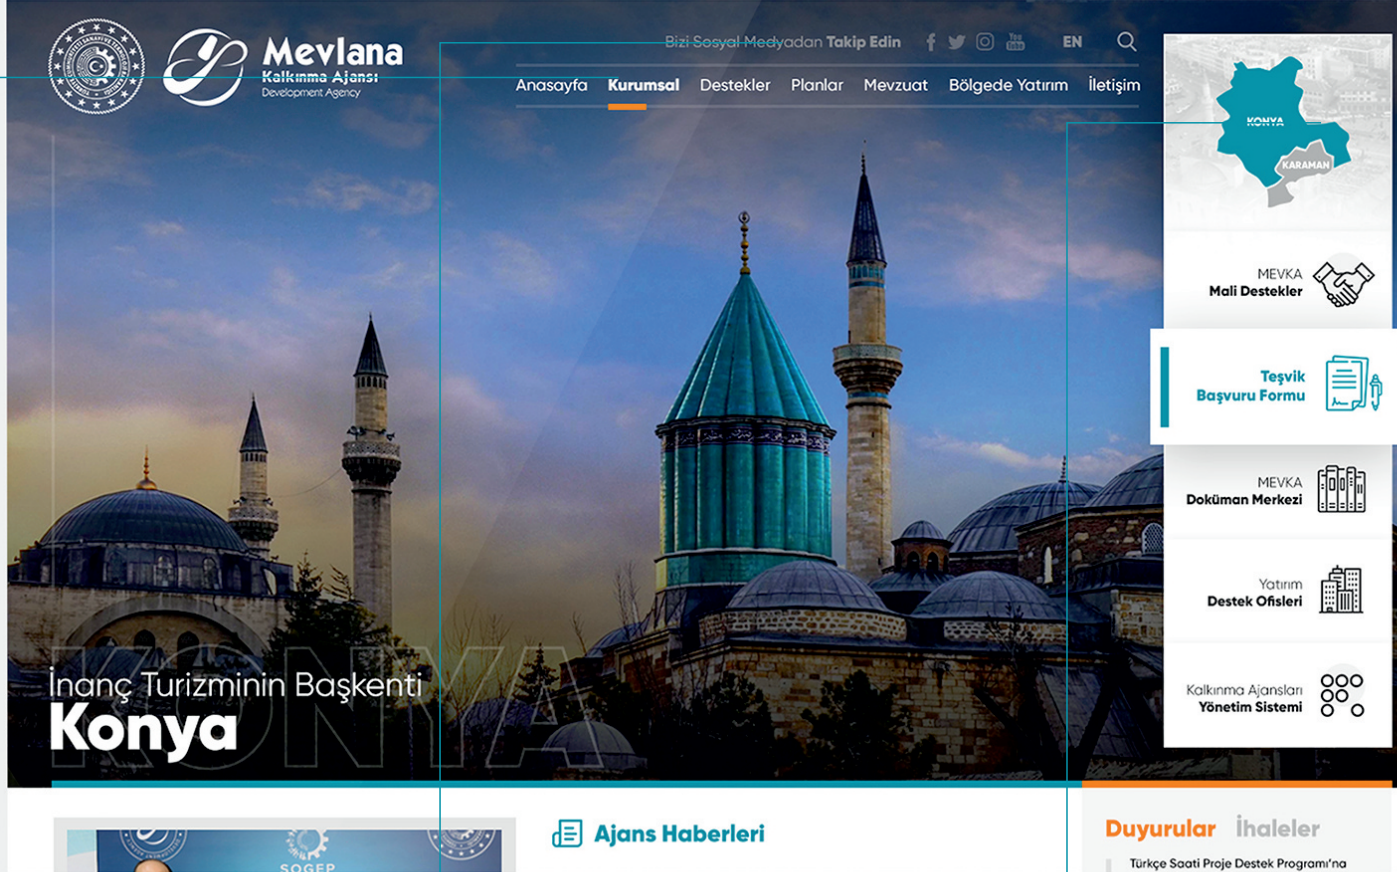 Mevlana
Kalkınma Ajansı
Development Agency
Bizi Sosyal Medyadan Takip Edin
You
Tube
EN
Anasayfa Kurumsal Destekler Planlar Mevzuat Bölgede Yatırım İletişim
KONYA
KARAMAN
MEVKA
Mali Destekler
Teşvik
Başvuru Formu
MEVKA
Doküman Merkezi
Yatırım
Destek Ofisleri
Kalkınma Ajansları
Yönetim Sistemi
KONYA
İnanç Turizminin Başkenti
Konya
SOGEP
Ajans Haberleri
Duyurular İhaleler
Türkçe Saati Proje Destek Programı’na